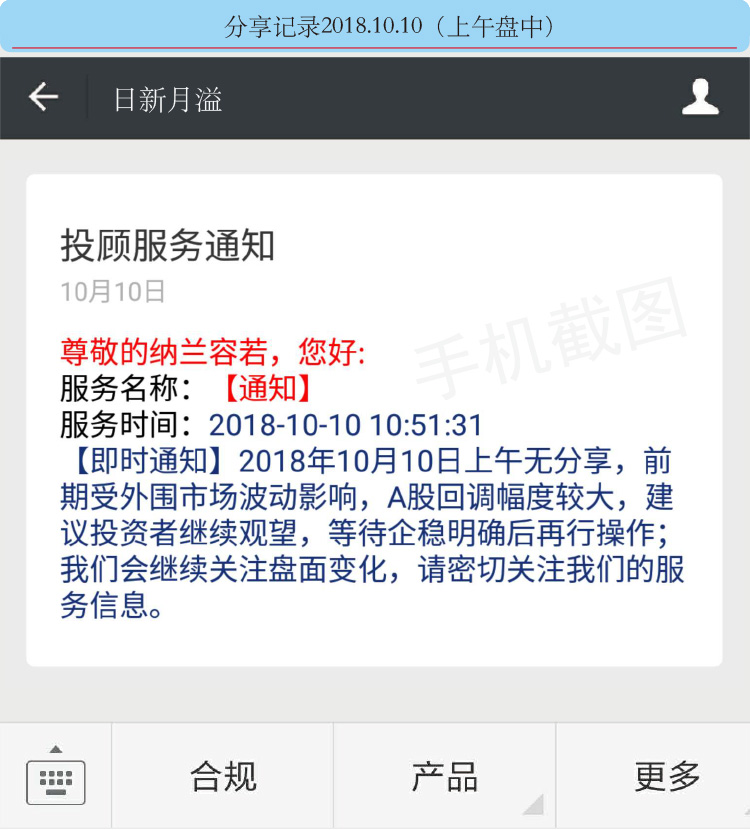 分享记录2018.10.10（上午盘中）
日新月溢
投顾服务通知
10月10日
手机截图
尊敬的纳兰容若，您好:
服务名称：【通知】
服务时间：2018-10-10 10:51:31
【即时通知】2018年10月10日上午无分享，前
期受外围市场波动影响，A股回调幅度较大，建
议投资者继续观望，等待企稳明确后再行操作；
我们会继续关注盘面变化，请密切关注我们的服
务信息。
合规
产品
更多